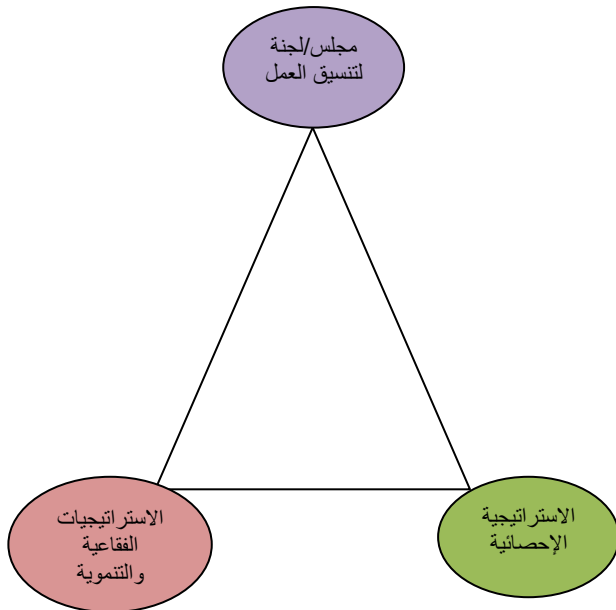 مجلس/لجنة
لتنسيق العمل
الاستراتيجية
الإحصائية
الاستراتيجيات
الفقاعية
والتنموية